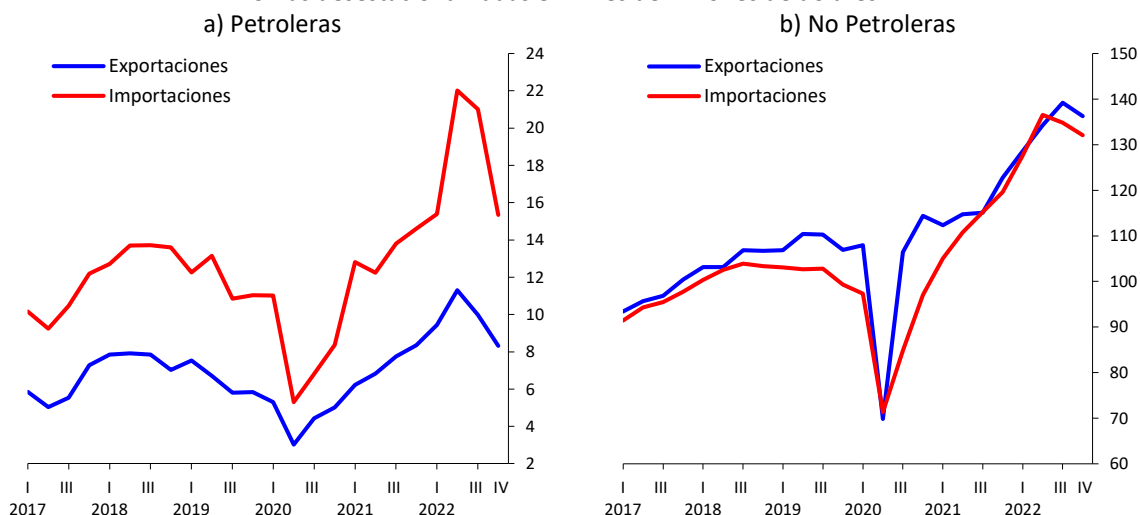 a) Petroleras
Exportaciones
Importaciones
24
22
20
18
16
14
12
10
8
6
4
2
I III I III I III I III I III I III IV
2017 2018 2019 2020 2021 2022
b) No Petroleras
Exportaciones
Importaciones
150
140
130
120
110
100
90
80
70
60
I III I III I III I III I III I III IV
2017 2018 2019 2020 2021 2022